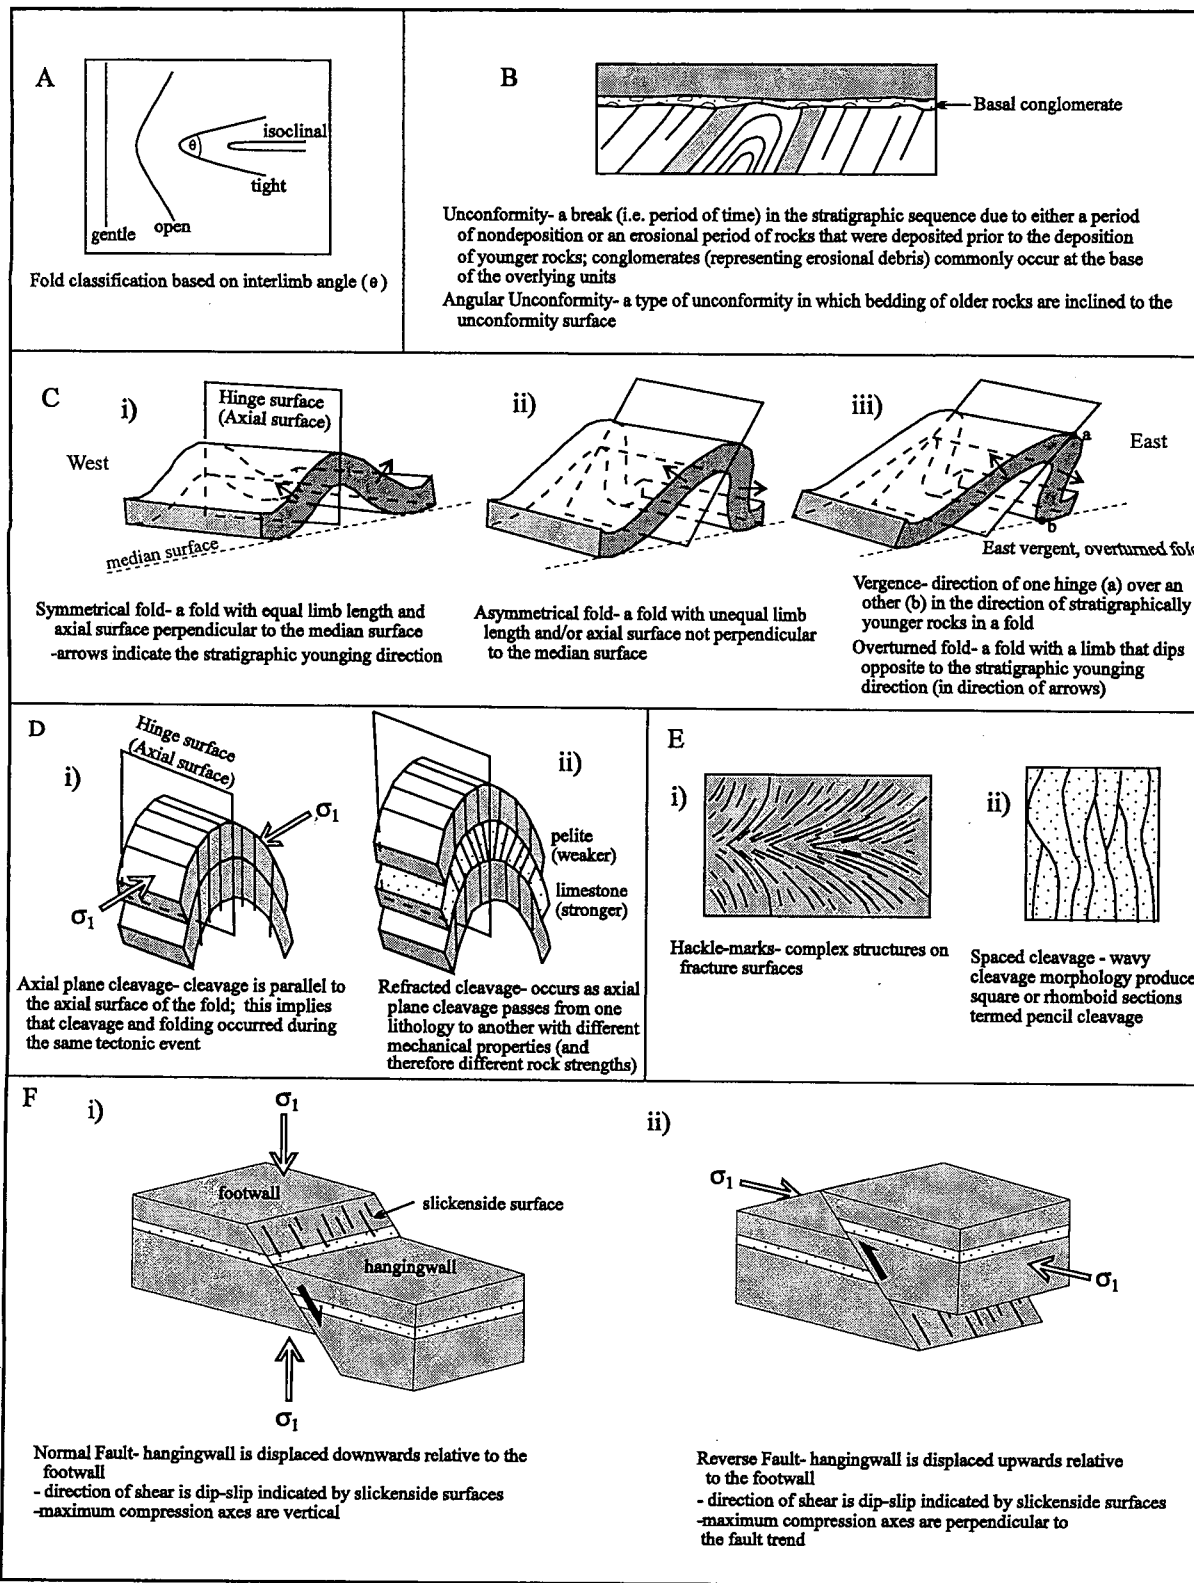 A
isoclinal
θ
tight
gentle
open
Fold classification based on interlimb angle (θ)
B
Basal conglomerate
Unconformity- a break (i.e. period of time) in the stratigraphic sequence due to either a period
of nondeposition or an erosional period of rocks that were deposited prior to the deposition
of younger rocks; conglomerates (representing erosional debris) commonly occur at the base
of the overlying units
Angular Unconformity- a type of unconformity in which bedding of older rocks are inclined to the
unconformity surface
C
i)
Hinge surface
(Axial surface)
West
median surface
Symmetrical fold- a fold with equal limb length and
axial surface perpendicular to the median surface
-arrows indicate the stratigraphic younging direction
ii)
Asymmetrical fold- a fold with unequal limb
length and/or axial surface not perpendicular
to the median surface
iii)
a
East
b
East vergent, overturned fold
Vergence- direction of one hinge (a) over an
other (b) in the direction of stratigraphically
younger rocks in a fold
Overturned fold- a fold with a limb that dips
opposite to the stratigraphic younging
direction (in direction of arrows)
D
i)
Hinge surface
(Axial surface)
σ1
σ1
Axial plane cleavage- cleavage is parallel to
the axial surface of the fold; this implies
that cleavage and folding occurred during
the same tectonic event
ii)
pelite
(weaker)
limestone
(stronger)
Refracted cleavage- occurs as axial
plane cleavage passes from one
lithology to another with different
mechanical properties (and
therefore different rock strengths)
E
i)
Hackle-marks- complex structures on
fracture surfaces
ii)
Spaced cleavage - wavy
cleavage morphology produce
square or rhomboid sections
termed pencil cleavage
F
i)
σ1
footwall
slickenside surface
hangingwall
σ1
Normal Fault- hangingwall is displaced downwards relative to the
footwall
- direction of shear is dip-slip indicated by slickenside surfaces
-maximum compression axes are vertical
ii)
σ1
σ1
Reverse Fault- hangingwall is displaced upwards relative
to the footwall
- direction of shear is dip-slip indicated by slickenside surfaces
-maximum compression axes are perpendicular to
the fault trend